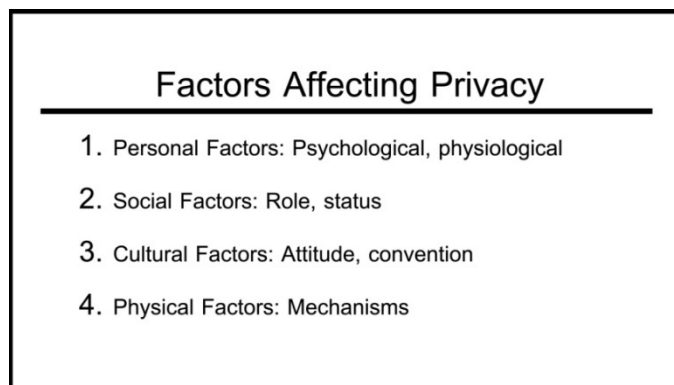 Factors Affecting Privacy
1. Personal Factors: Psychological, physiological
2. Social Factors: Role, status
3. Cultural Factors: Attitude, convention
4. Physical Factors: Mechanisms